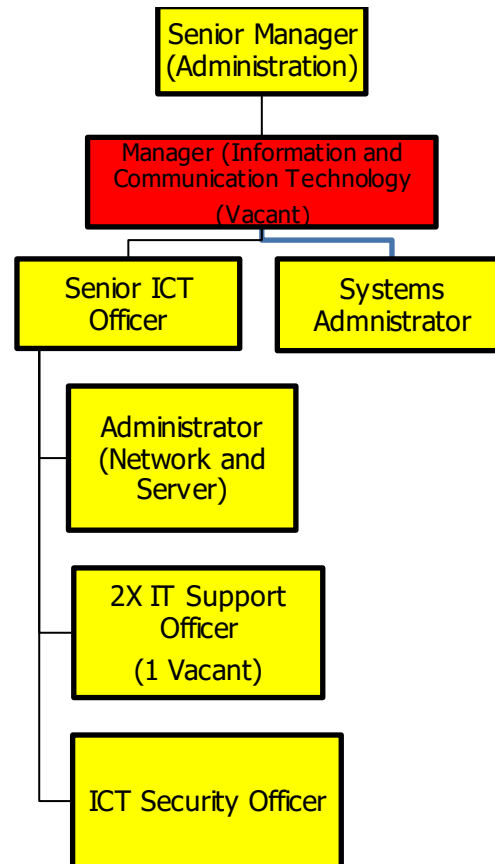 Senior Manager
(Administration)
Manager (Information and
Communication Technology
(Vacant)
Senior ICT
Officer
Systems
Admnistrator
Administrator
(Network and
Server)
2X IT Support
Officer
(1 Vacant)
ICT Security Officer